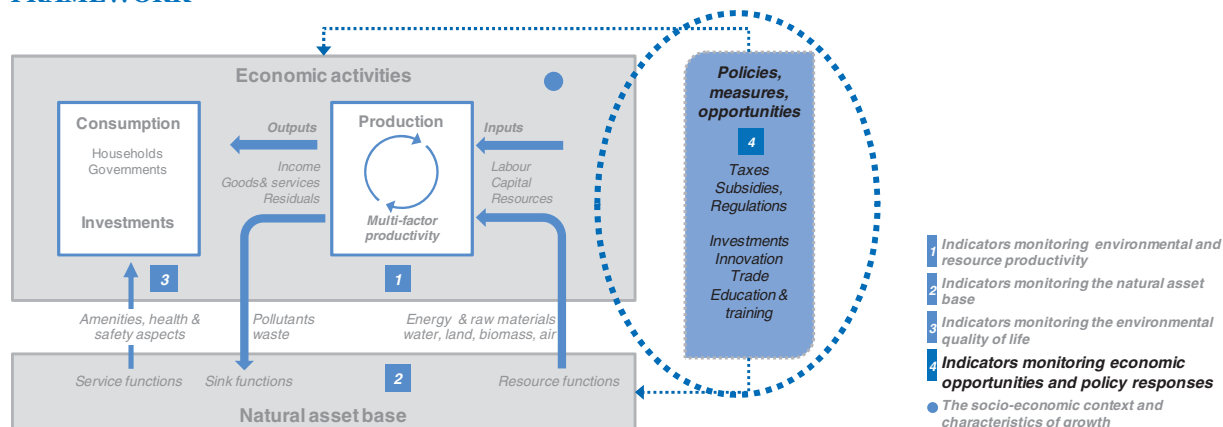 FRAMEWORK
Economic activities
Consumption
Households
Governments
Investments
3
Outputs
Income
Goods& services
Residuals
Production
Multi-factor
productivity
1
Inputs
Labour
Capital
Resources
Policies,
measures,
opportunities
4
Taxes
Subsidies,
Regulations
Investments
Innovation
Trade
Education &
training
Amenities, health &
safety aspects
Pollutants
waste
Energy & raw materials
water, land, biomass, air
Service functions
Sink functions
2
Resource functions
Natural asset base
1 Indicators monitoring environmental and
resource productivity
2 Indicators monitoring the natural asset
base
3 Indicators monitoring the environmental
quality of life
4 Indicators monitoring economic
opportunities and policy responses
The socio-economic context and
characteristics of growth